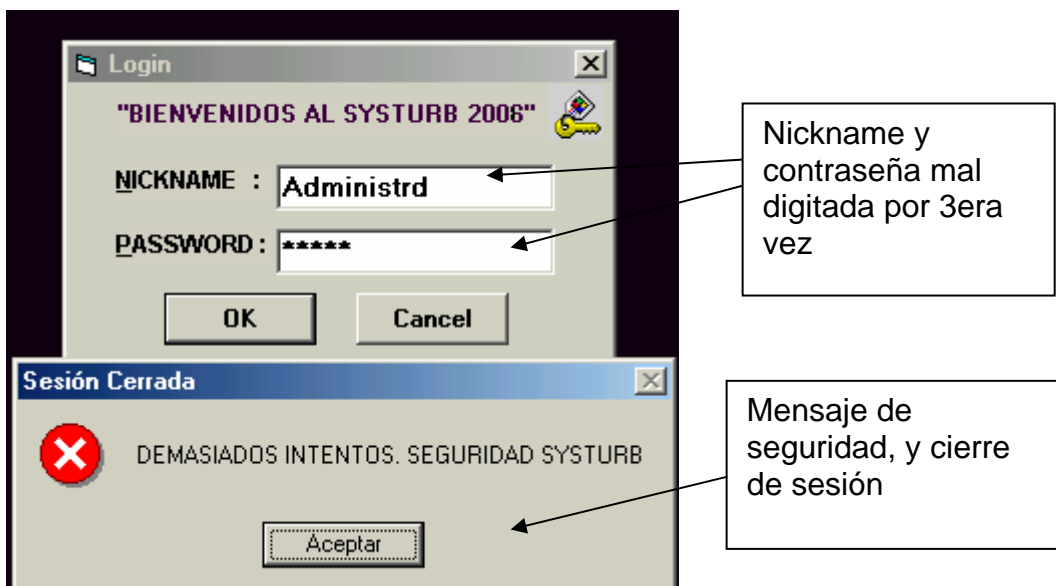 Login
"BIENVENIDOS AL SYSTURB 2006"
NICKNAME :
Administrd
PASSWORD :
*****
OK
Cancel
Nickname y
contraseña mal
digitada por 3era
vez
Sesión Cerrada
DEMASIADOS INTENTOS. SEGURIDAD SYSTURB
Aceptar
Mensaje de
seguridad, y cierre
de sesión